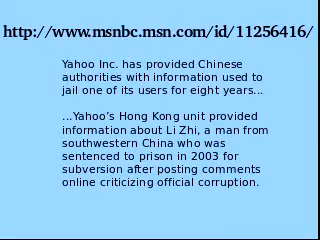 http://www.msnbc.msn.com/id/11256416/
Yahoo Inc. has provided Chinese
authorities with information used to
jail one of its users for eight years...
...Yahoo’s Hong Kong unit provided
information about Li Zhi, a man from
southwestern China who was
sentenced to prison in 2003 for
subversion after posting comments
online criticizing official corruption.